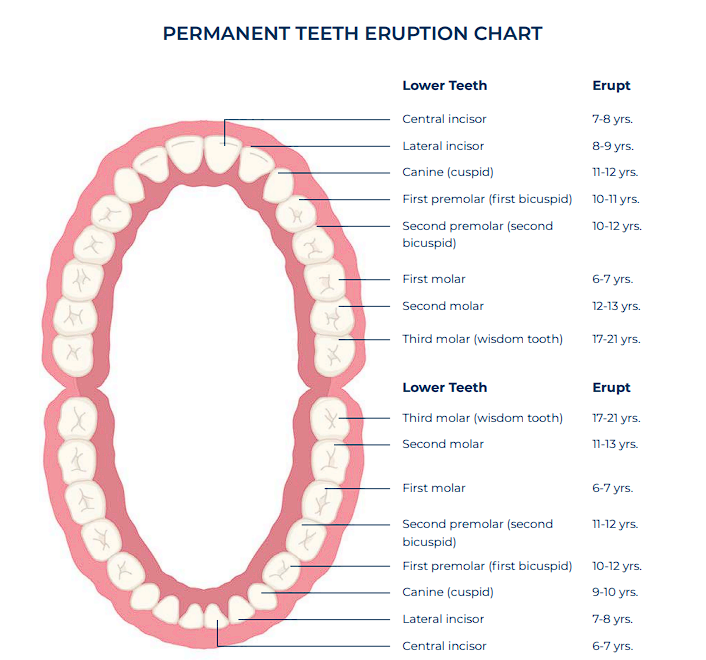 PERMANENT TEETH ERUPTION CHART
Lower Teeth Erupt
Central incisor 7-8 yrs.
Lateral incisor 8-9 yrs.
Canine (cuspid) 11-12 yrs.
First premolar (first bicuspid) 10-11 yrs.
Second premolar (second 10-12 yrs.
bicuspid)
First molar 6-7 yrs.
Second molar 12-13 yrs.
Third molar (wisdom tooth) 17-21 yrs.
Lower Teeth Erupt
Third molar (wisdom tooth) 17-21 yrs.
Second molar 11-13 yrs.
First molar 6-7 yrs.
Second premolar (second 11-12 yrs.
bicuspid)
First premolar (first bicuspid) 10-12 yrs.
Canine (cuspid) 9-10 yrs.
Lateral incisor 7-8 yrs.
Central incisor 6-7 yrs.